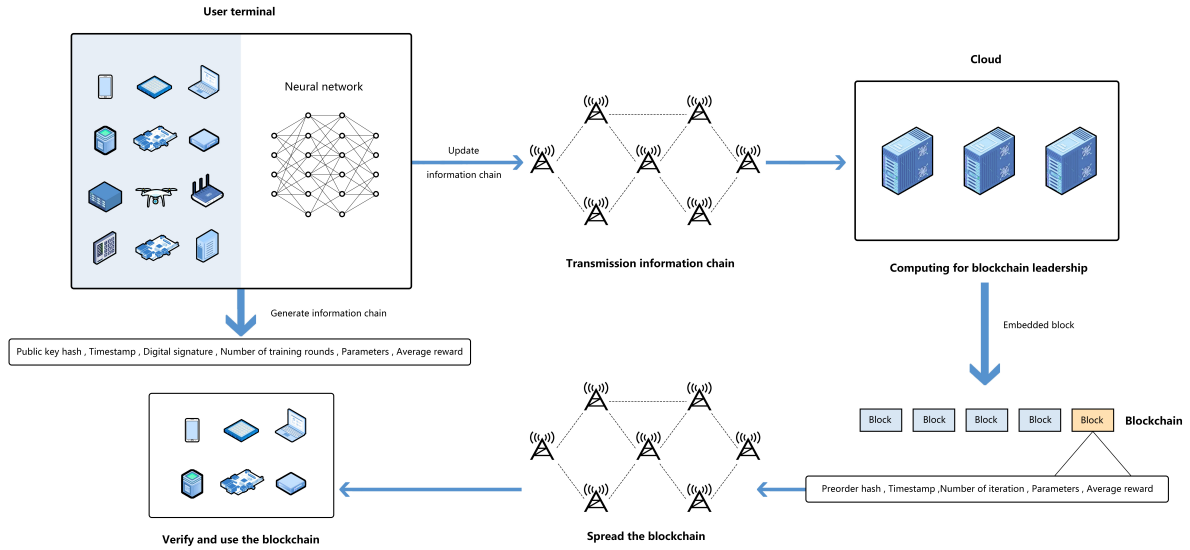 User terminal
Neural network
Update
information chain
Transmission information chain
Cloud
Computing for blockchain leadership
Generate information chain
Public key hash , Timestamp , Digital signature , Number of training rounds , Parameters , Average reward
Embedded block
Block
Block
Block
Block
Block
Blockchain
Preorder hash , Timestamp ,Number of iteration , Parameters , Average reward
Spread the blockchain
Verify and use the blockchain